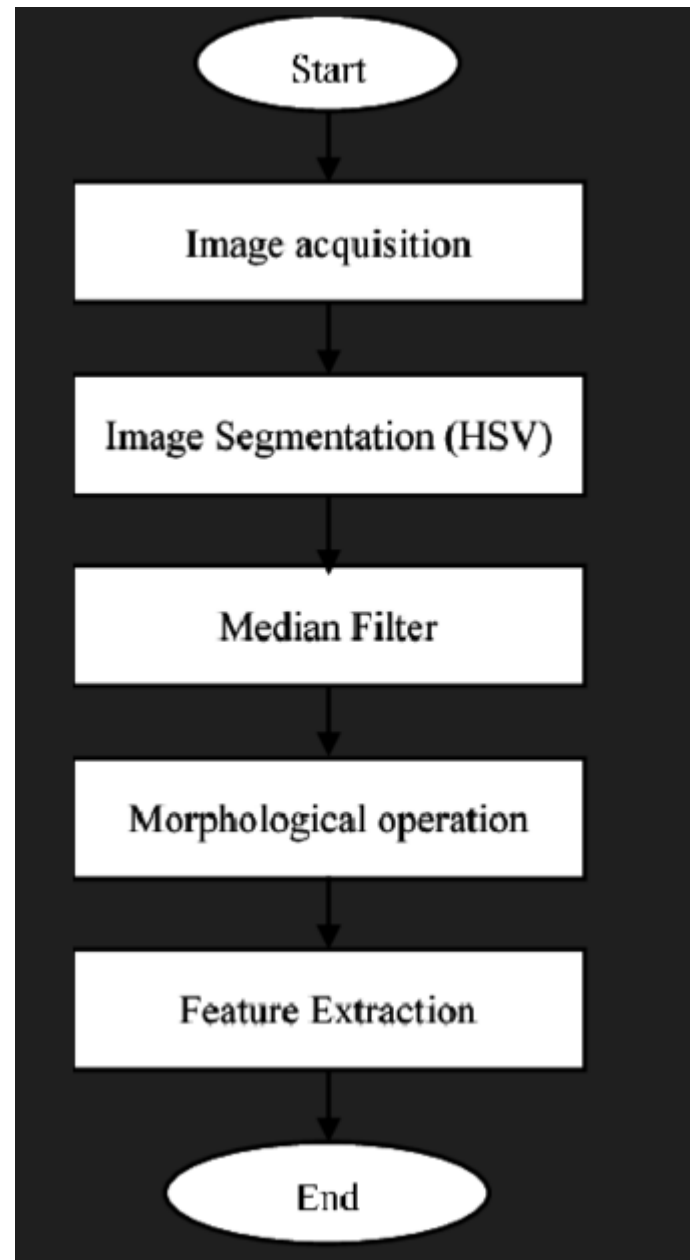 Start
Image acquisition
Image Segmentation (HSV)
Median Filter
Morphological operation
Feature Extraction
End